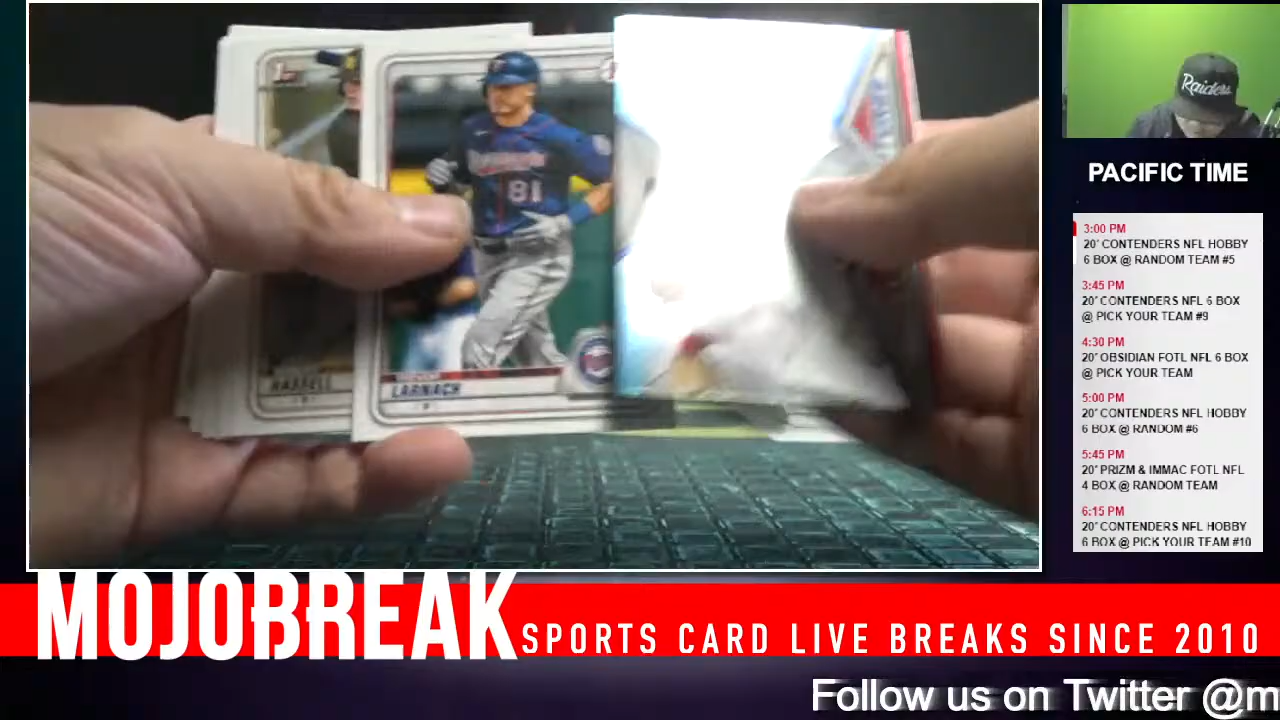 1st
81
HASSELL
LARNACH
Raiders
PACIFIC TIME
3:00 PM
20' CONTENDERS NFL HOBBY
6 BOX @ RANDOM TEAM #5
3:45 PM
20' CONTENDERS NFL 6 BOX
@ PICK YOUR TEAM #9
4:30 PM
20' OBSIDIAN FOTL NFL 6 BOX
@ PICK YOUR TEAM
5:00 PM
20' CONTENDERS NFL HOBBY
6 BOX @ RANDOM #6
5:45 PM
20' PRIZM & IMMAC FOTL NFL
4 BOX @ RANDOM TEAM
6:15 PM
20' CONTENDERS NFL HOBBY
6 BOX @ PICK YOUR TEAM #10
MOJOBREAK
SPORTS CARD LIVE BREAKS SINCE 2010
Follow us on Twitter @m